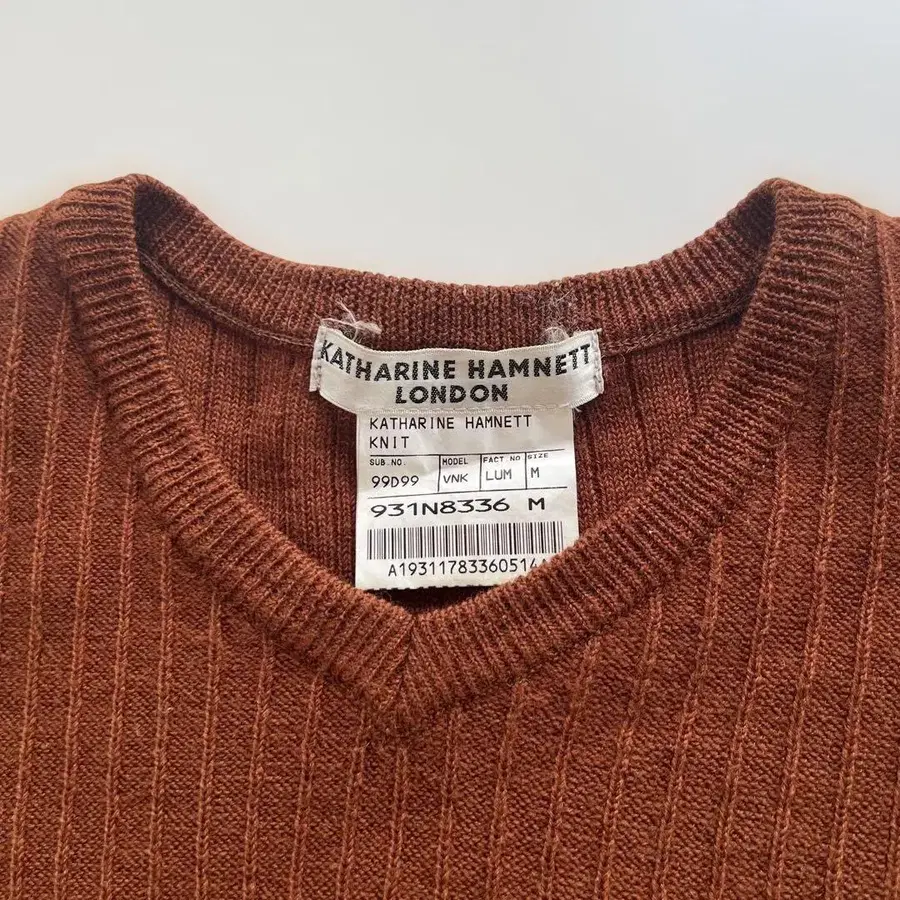 KATHARINE HAMNETT
LONDON
KATHARINE HAMNETT
KNIT
SUB.NO. MODEL FACT.NO SIZE
99D99 VNK LUM M
931N8336 M